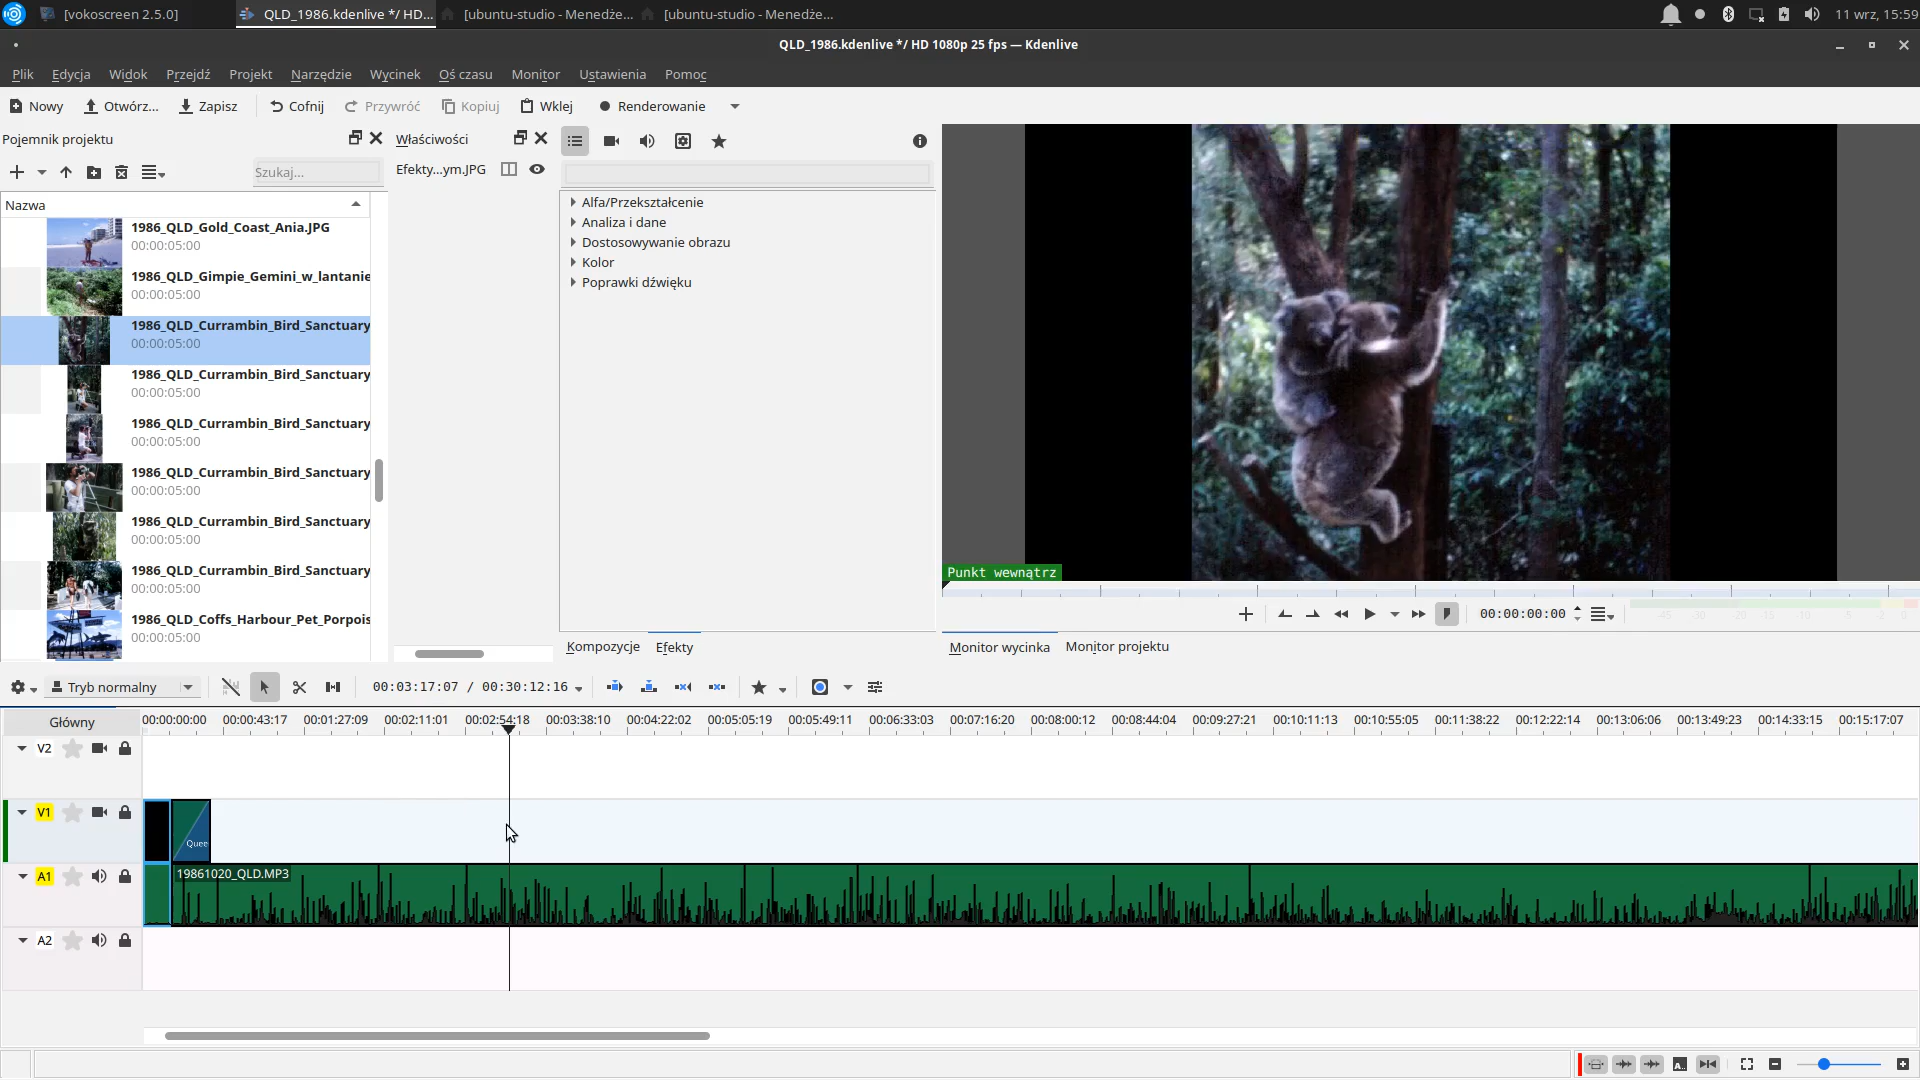 [vokoscreen 2.5.0]
QLD_1986.kdenlive */ HD...
[ubuntu-studio - Menedże...
[ubuntu-studio - Menedże...
11 wrz, 15:59
QLD_1986.kdenlive */ HD 1080p 25 fps — Kdenlive
Plik Edycja Widok Przejdź Projekt Narzędzie Wycinek Oś czasu Monitor Ustawienia Pomoc
Nowy Otwórz... Zapisz Cofnij Przywróć Kopiuj Wklej Renderowanie
Pojemnik projektu
Szukaj...
Nazwa
1986_QLD_Gold_Coast_Ania.JPG
00:00:05:00
1986_QLD_Gimpie_Gemini_w_lantanie
00:00:05:00
1986_QLD_Currambin_Bird_Sanctuary
00:00:05:00
1986_QLD_Currambin_Bird_Sanctuary
00:00:05:00
1986_QLD_Currambin_Bird_Sanctuary
00:00:05:00
1986_QLD_Currambin_Bird_Sanctuary
00:00:05:00
1986_QLD_Currambin_Bird_Sanctuary
00:00:05:00
1986_QLD_Currambin_Bird_Sanctuary
00:00:05:00
1986_QLD_Coffs_Harbour_Pet_Porpois
00:00:05:00
Właściwości
Efekty...ym.JPG
Alfa/Przekształcenie
Analiza i dane
Dostosowywanie obrazu
Kolor
Poprawki dźwięku
Kompozycje Efekty
Punkt wewnątrz
00:00:00:00
Monitor wycinka Monitor projektu
Tryb normalny
00:03:17:07 / 00:30:12:16
Główny
00:00:00:00 00:00:43:17 00:01:27:09 00:02:11:01 00:02:54:18 00:03:38:10 00:04:22:02 00:05:05:19 00:05:49:11 00:06:33:03 00:07:16:20 00:08:00:12 00:08:44:04 00:09:27:21 00:10:11:13 00:10:55:05 00:11:38:22 00:12:22:14 00:13:06:06 00:13:49:23 00:14:33:15 00:15:17:07
V2
V1
Quee
A1
19861020_QLD.MP3
A2